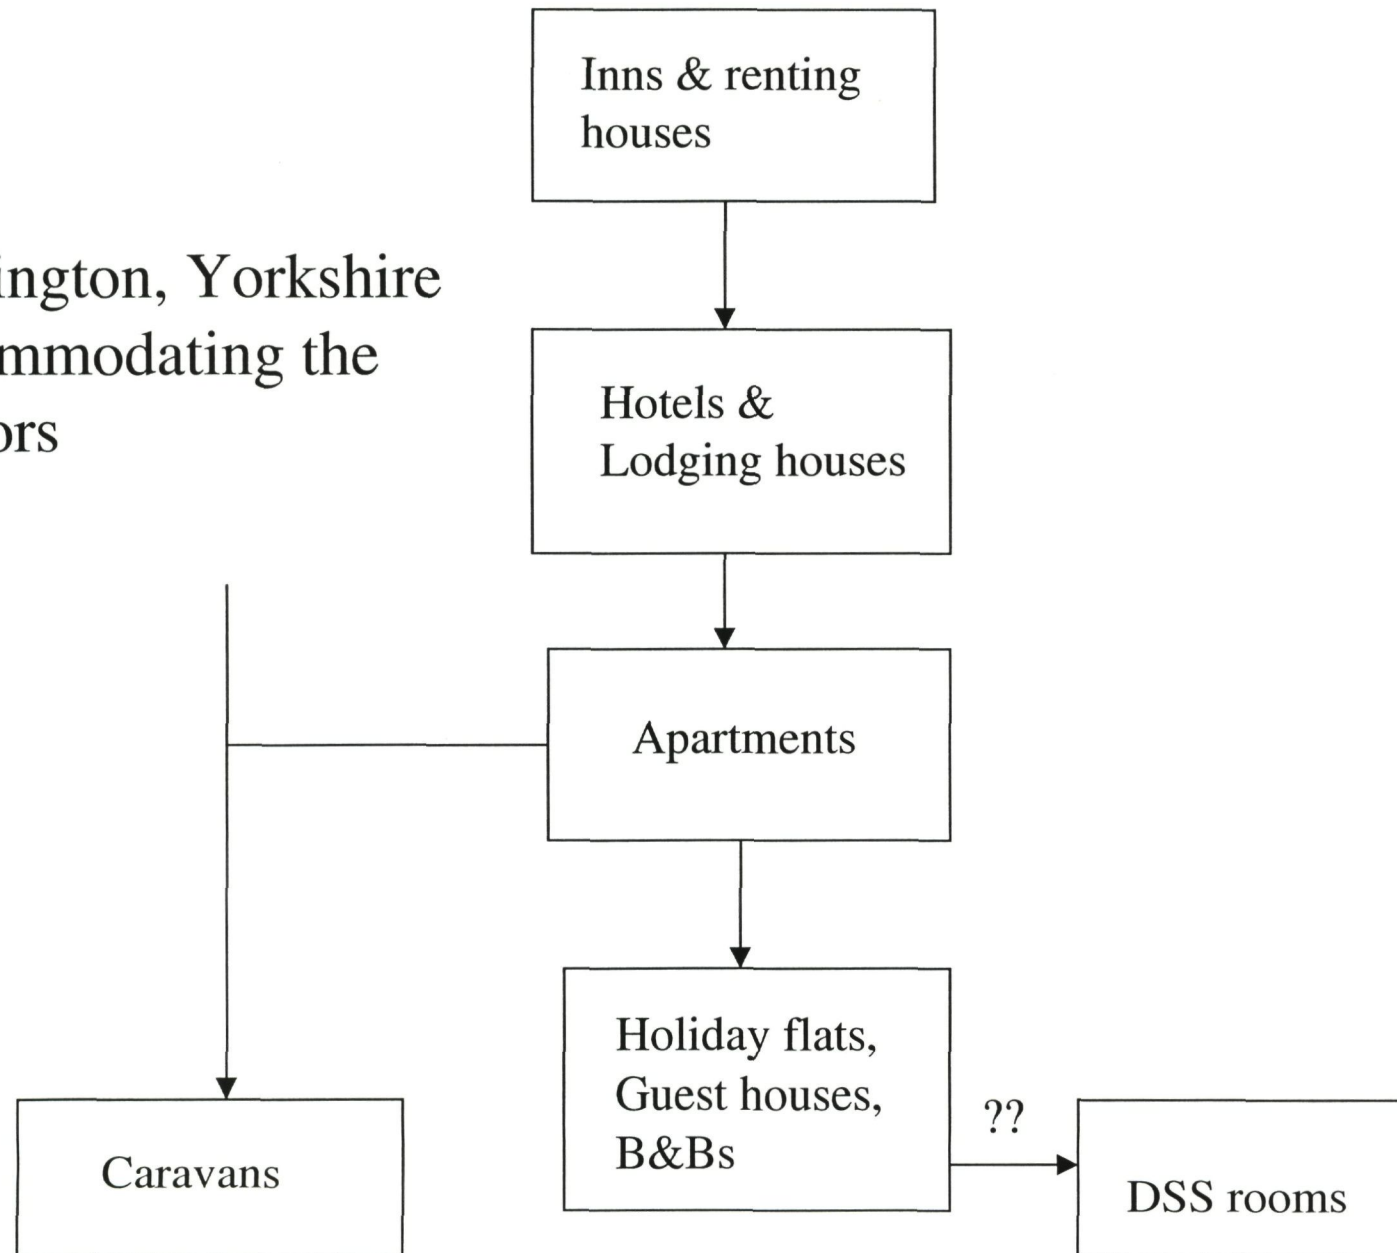 Inns & renting
houses
ington, Yorkshire
mmodating the
ors
Hotels &
Lodging houses
Apartments
Holiday flats,
Guest houses,
B&Bs
??
Caravans
DSS rooms